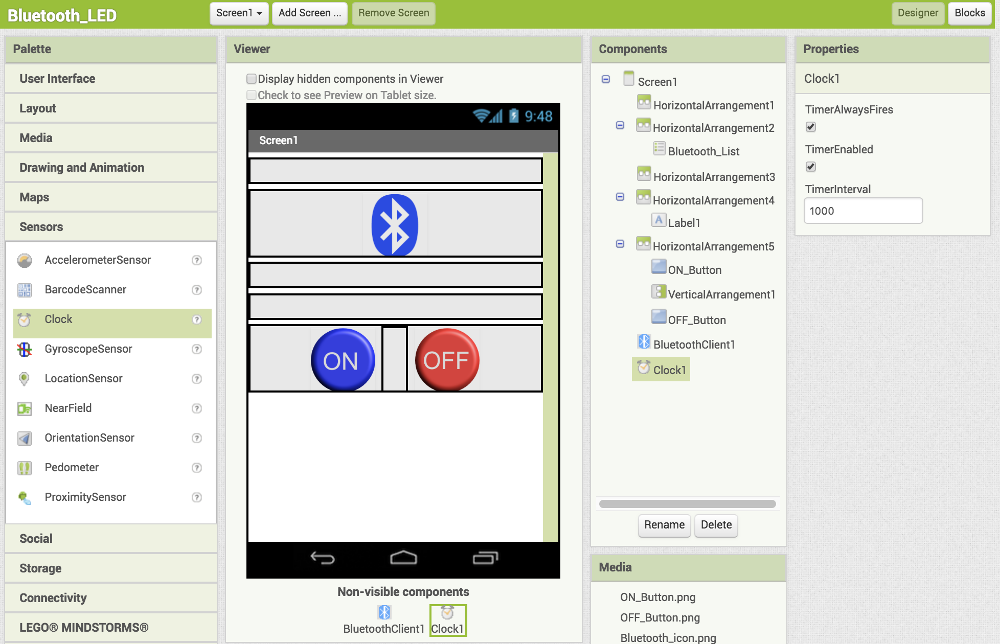 Bluetooth_LED
Screen1
Add Screen ...
Remove Screen
Designer
Blocks
Palette
User Interface
Layout
Media
Drawing and Animation
Maps
Sensors
AccelerometerSensor ?
BarcodeScanner ?
Clock ?
GyroscopeSensor ?
LocationSensor ?
NearField ?
OrientationSensor ?
Pedometer ?
ProximitySensor ?
Social
Storage
Connectivity
LEGO® MINDSTORMS®
Viewer
Display hidden components in Viewer
Check to see Preview on Tablet size.
9:48
Screen1
ON
OFF
Non-visible components
BluetoothClient1
Clock1
Components
Screen1
HorizontalArrangement1
HorizontalArrangement2
Bluetooth_List
HorizontalArrangement3
HorizontalArrangement4
A Label1
HorizontalArrangement5
ON_Button
VerticalArrangement1
OFF_Button
BluetoothClient1
Clock1
Rename
Delete
Media
ON_Button.png
OFF_Button.png
Bluetooth_icon.png
Properties
Clock1
TimerAlwaysFires
TimerEnabled
TimerInterval
1000